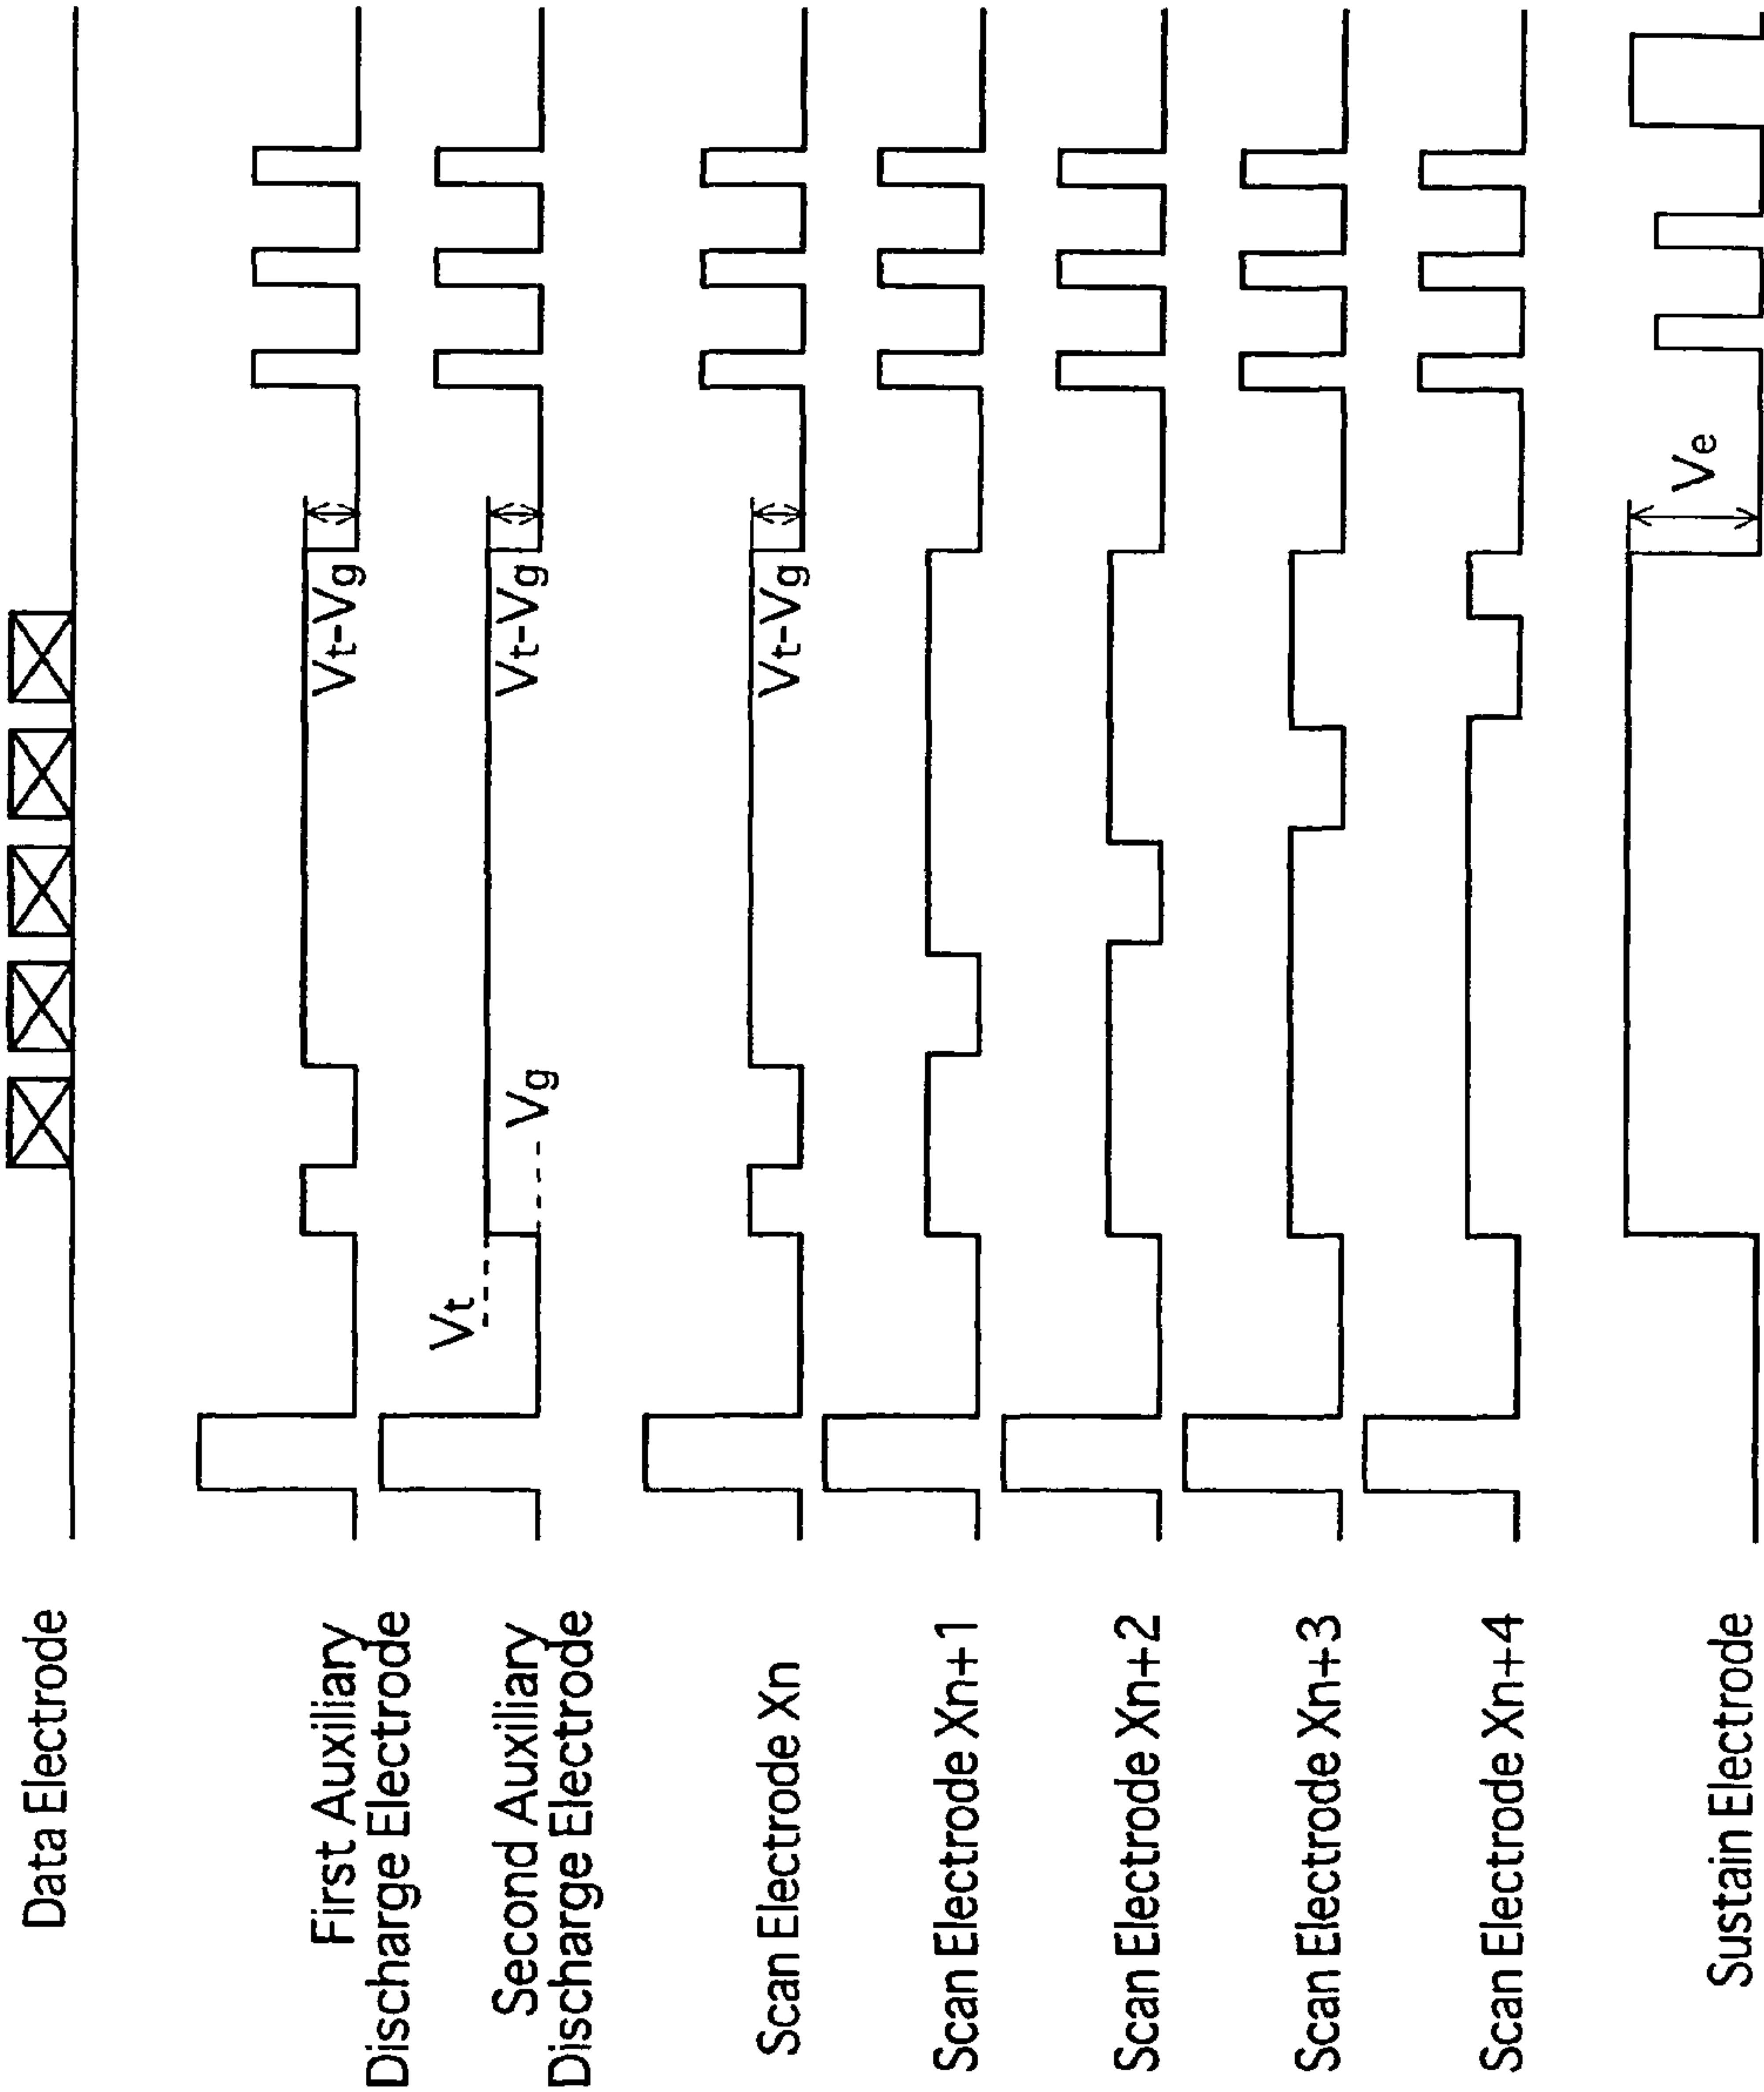 Data Electrode
First Auxiliary
Discharge Electrode
Vt-Vg
Second Auxiliary
Discharge Electrode
Vt
Vg
Vt-Vg
Scan Electrode Xn
Vt-Vg
Scan Electrode Xn+1
Scan Electrode Xn+2
Scan Electrode Xn+3
Scan Electrode Xn+4
Sustain Electrode
Ve